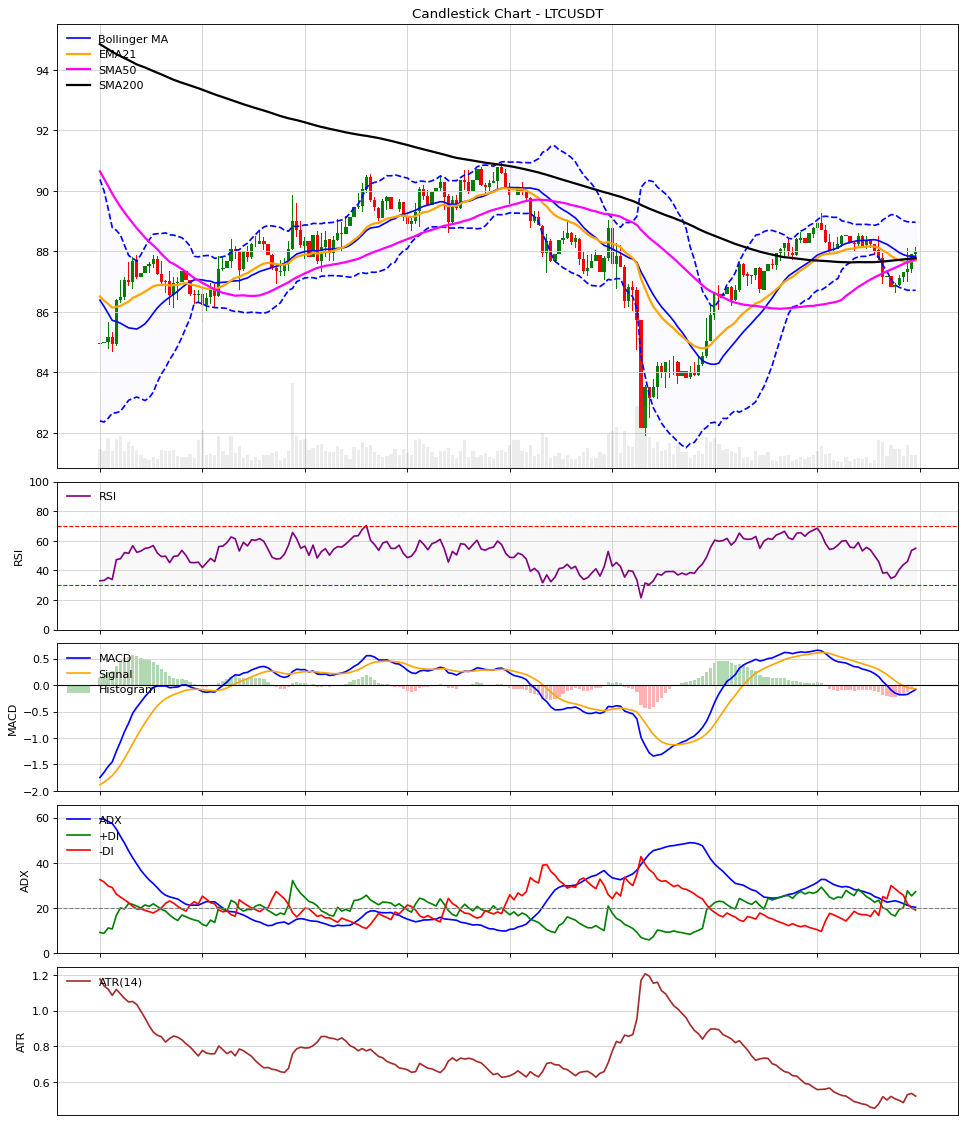 Candlestick Chart - LTCUSDT
Bollinger MA
EMA21
SMA50
SMA200
94
92
90
88
86
84
82
100
80
60
40
20
0
RSI
RSI
0.5
0.0
−0.5
−1.0
−1.5
−2.0
MACD
MACD
Signal
Histogram
60
40
20
0
ADX
ADX
+DI
-DI
1.2
1.0
0.8
0.6
ATR
ATR(14)